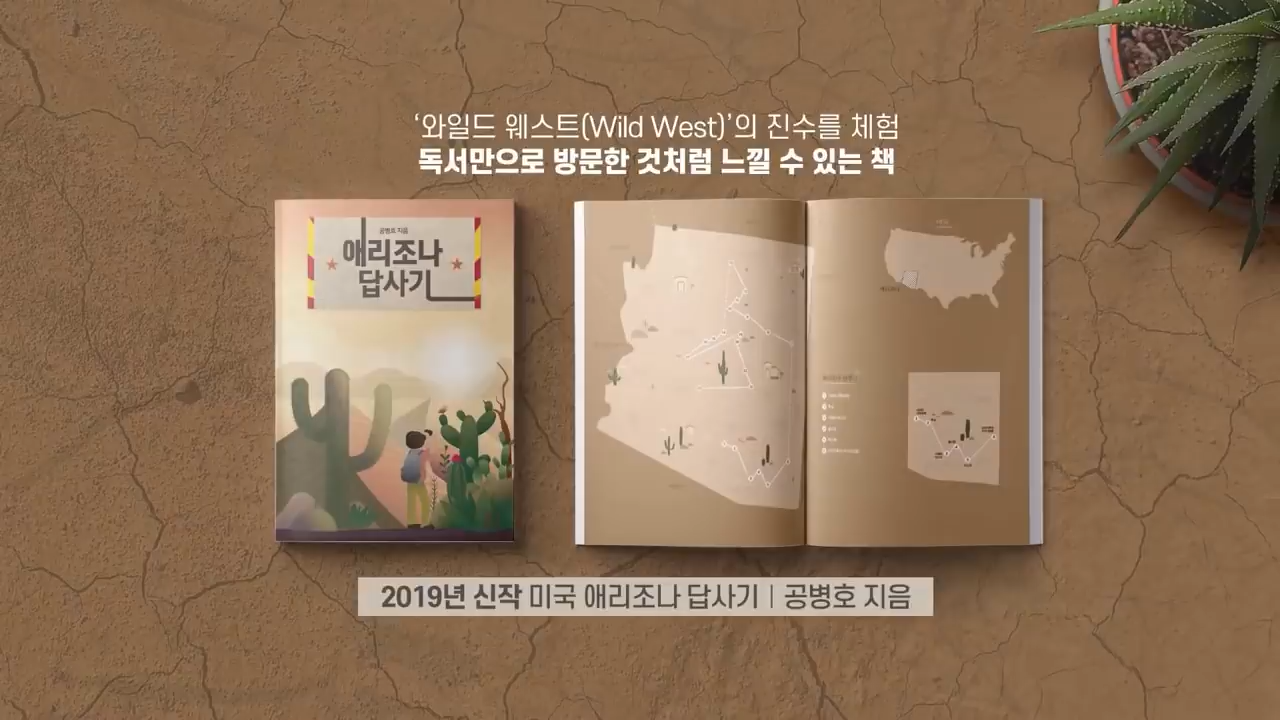 ‘와일드 웨스트(Wild West)’의 진수를 체험
독서만으로 방문한 것처럼 느낄 수 있는 책
공병호 지음
애리조나
답사기
2019년 신작 미국 애리조나 답사기 | 공병호 지음